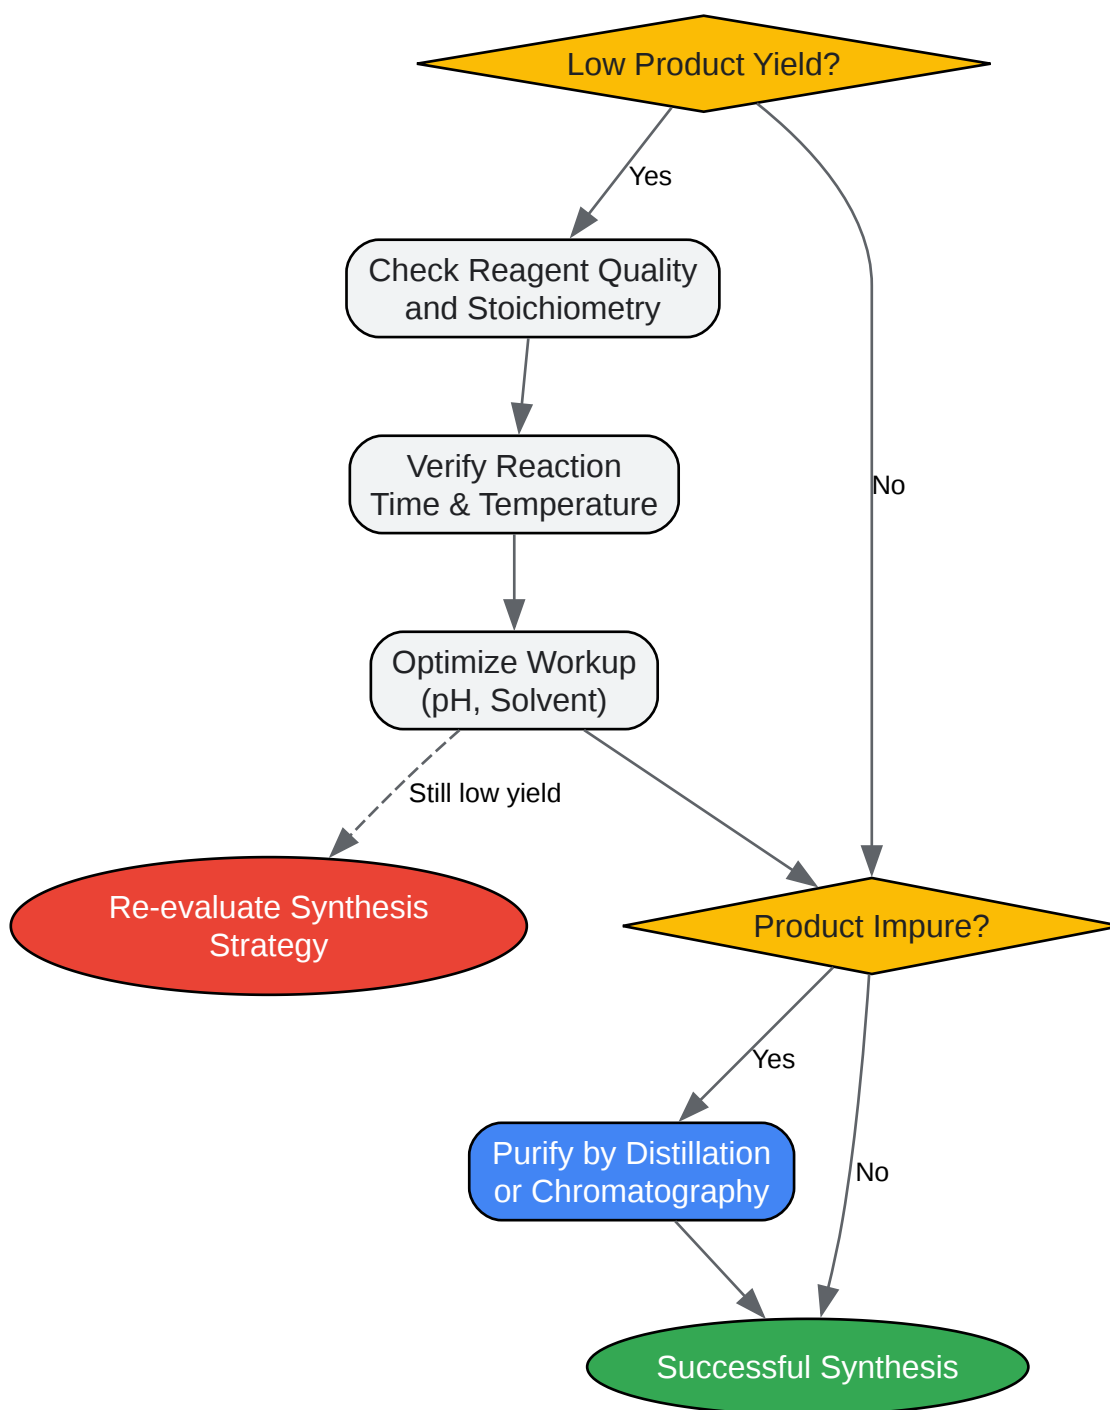 Low Product Yield?
Yes
Check Reagent Quality
and Stoichiometry
No
Verify Reaction
Time & Temperature
Optimize Workup
(pH, Solvent)
Still low yield
Re-evaluate Synthesis
Strategy
Product Impure?
Yes
Purify by Distillation
or Chromatography
No
Successful Synthesis